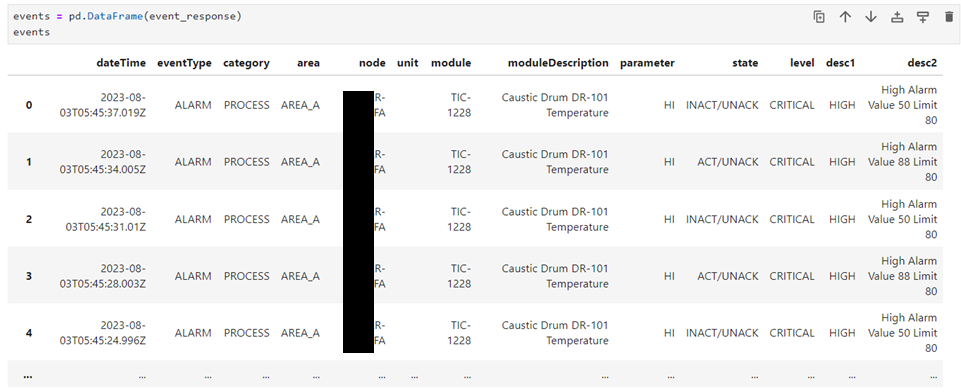 events = pd.DataFrame(event_response)
events
dateTime eventType category area node unit module moduleDescription parameter state level desc1 desc2
0 2023-08-03T05:45:37.019Z ALARM PROCESS AREA_A R-FA TIC-1228 Caustic Drum DR-101 Temperature HI INACT/UNACK CRITICAL HIGH High Alarm Value 50 Limit 80
1 2023-08-03T05:45:34.005Z ALARM PROCESS AREA_A R-FA TIC-1228 Caustic Drum DR-101 Temperature HI ACT/UNACK CRITICAL HIGH High Alarm Value 88 Limit 80
2 2023-08-03T05:45:31.01Z ALARM PROCESS AREA_A R-FA TIC-1228 Caustic Drum DR-101 Temperature HI INACT/UNACK CRITICAL HIGH High Alarm Value 50 Limit 80
3 2023-08-03T05:45:28.003Z ALARM PROCESS AREA_A R-FA TIC-1228 Caustic Drum DR-101 Temperature HI ACT/UNACK CRITICAL HIGH High Alarm Value 88 Limit 80
4 2023-08-03T05:45:24.996Z ALARM PROCESS AREA_A R-FA TIC-1228 Caustic Drum DR-101 Temperature HI INACT/UNACK CRITICAL HIGH High Alarm Value 50 Limit 80
... ... ... ... ... ... ... ... ... ... ... ... ... ...